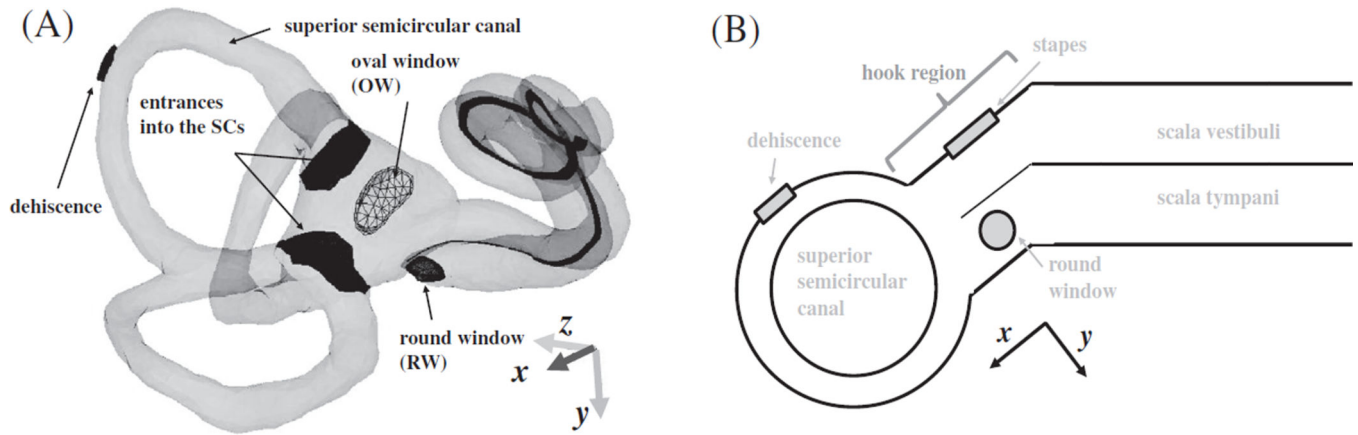 (A)
superior semicircular canal
oval window
(OW)
entrances
into the SCs
dehiscence
round window
(RW)
z
x
y
(B)
stapes
hook region
dehiscence
scala vestibuli
scala tympani
superior
semicircular
canal
round
window
x
y